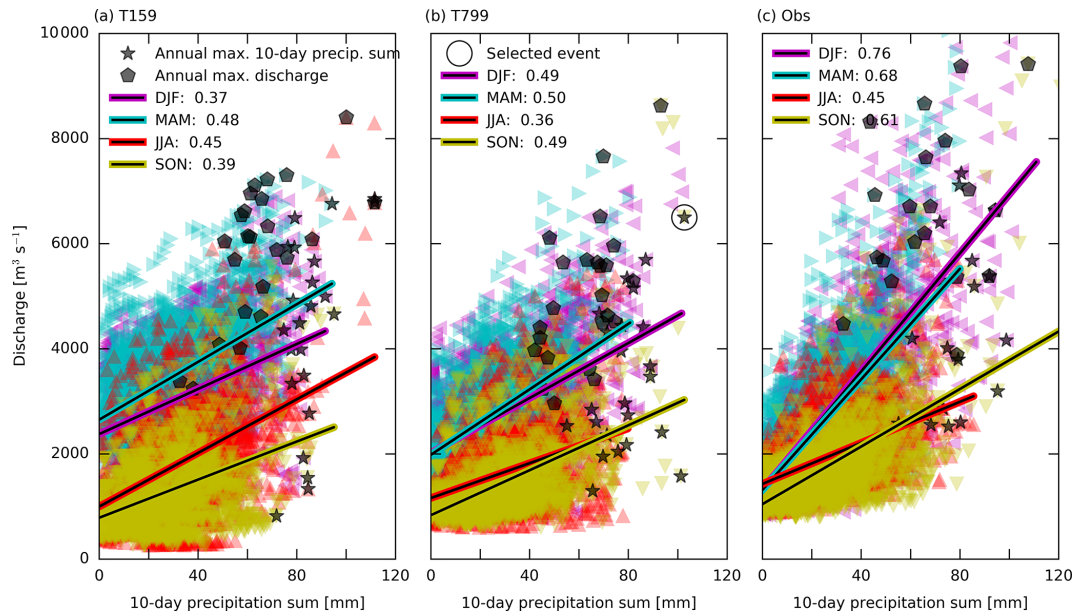 (a) T159
(b) T799
(c) Obs
Discharge [m³ s⁻¹]
10000
8000
6000
4000
2000
0
Annual max. 10-day precip. sum
Annual max. discharge
DJF: 0.37
MAM: 0.48
JJA: 0.45
SON: 0.39
Selected event
DJF: 0.49
MAM: 0.50
JJA: 0.36
SON: 0.49
DJF: 0.76
MAM: 0.68
JJA: 0.45
SON: 0.61
0 40 80 120
0 40 80 120
0 40 80 120
10-day precipitation sum [mm]
10-day precipitation sum [mm]
10-day precipitation sum [mm]